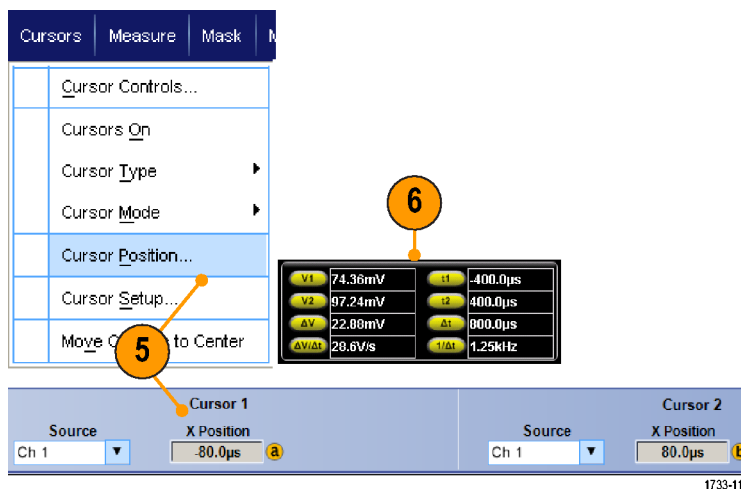 Cursors Measure Mask
Cursor Controls...
Cursors On
Cursor Type
Cursor Mode
Cursor Position...
Cursor Setup...
Move to Center
5
6
V1 74.36mV t1 -400.0µs
V2 97.24mV t2 400.0µs
ΔV 22.88mV Δt 800.0µs
ΔV/Δt 28.6V/s 1/Δt 1.25kHz
Cursor 1 Cursor 2
Source X Position Source X Position
Ch 1 -80.0µs a Ch 1 80.0µs b
1733-11